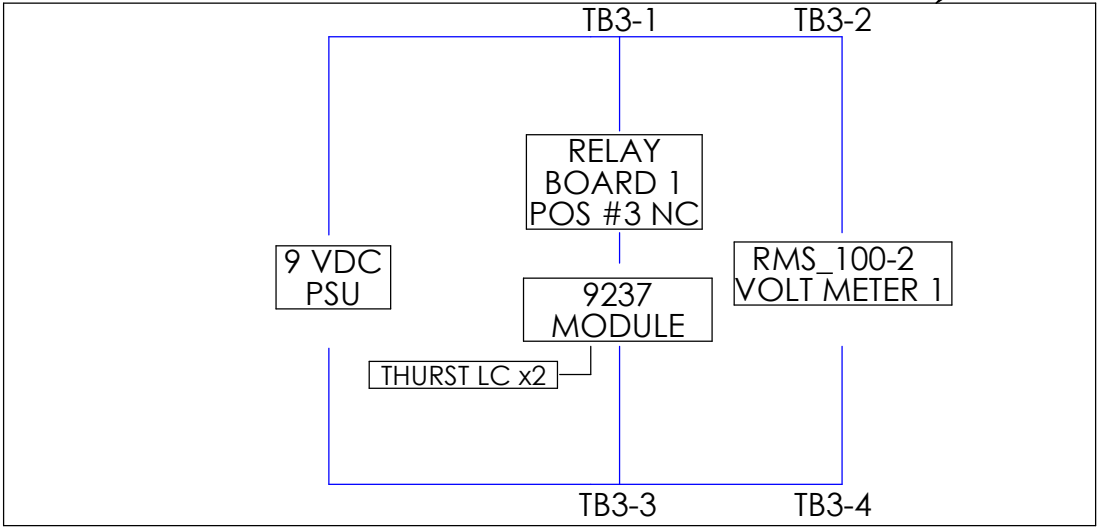 TB3-1
TB3-2
RELAY
BOARD 1
POS #3 NC
9 VDC
PSU
RMS_100-2
VOLT METER 1
9237
MODULE
THURST LC x2
TB3-3
TB3-4